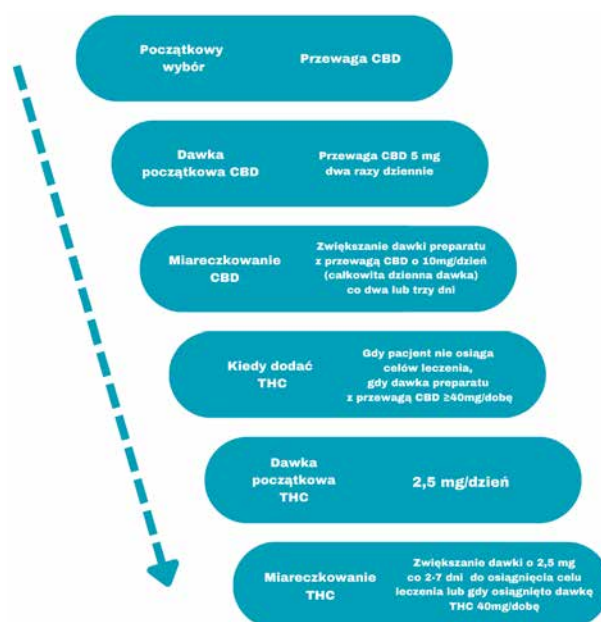 Początkowy
wybór
Przewaga CBD
Dawka
początkowa CBD
Przewaga CBD 5 mg
dwa razy dziennie
Miareczkowanie
CBD
Zwiększanie dawki preparatu
z przewagą CBD o 10mg/dzień
(całkowita dzienna dawka)
co dwa lub trzy dni
Kiedy dodać
THC
Gdy pacjent nie osiąga
celów leczenia,
gdy dawka preparatu
z przewagą CBD ≥40mg/dobę
Dawka
początkowa
THC
2,5 mg/dzień
Miareczkowanie
THC
Zwiększanie dawki o 2,5 mg
co 2-7 dni do osiągnięcia celu
leczenia lub gdy osiągnięto dawkę
THC 40mg/dobę